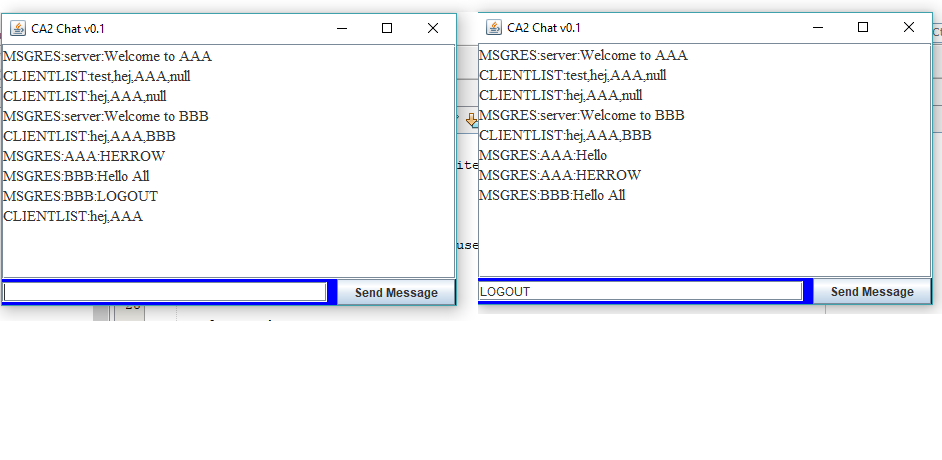 CA2 Chat v0.1
MSGRES:server:Welcome to AAA
CLIENTLIST:test,hej,AAA,null
CLIENTLIST:hej,AAA,null
MSGRES:server:Welcome to BBB
CLIENTLIST:hej,AAA,BBB
MSGRES:AAA:HERROW
MSGRES:BBB:Hello All
MSGRES:BBB:LOGOUT
CLIENTLIST:hej,AAA
Send Message
ite
use
CA2 Chat v0.1
MSGRES:server:Welcome to AAA
CLIENTLIST:test,hej,AAA,null
CLIENTLIST:hej,AAA,null
MSGRES:server:Welcome to BBB
CLIENTLIST:hej,AAA,BBB
MSGRES:AAA:Hello
MSGRES:AAA:HERROW
MSGRES:BBB:Hello All
LOGOUT
Send Message